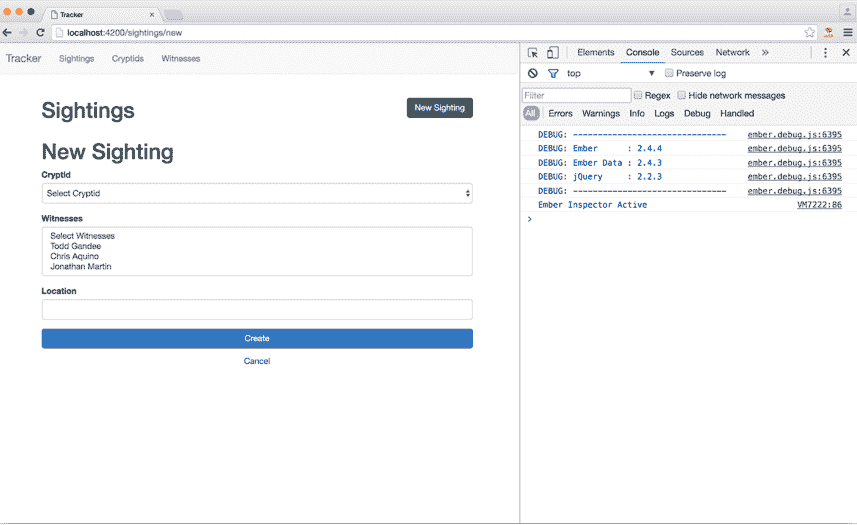 Tracker
localhost:4200/sightings/new
Tracker Sightings Cryptids Witnesses
Sightings
New Sighting
New Sighting
Cryptid
Select Cryptid
Witnesses
Select Witnesses
Todd Gandee
Chris Aquino
Jonathan Martin
Location
Create
Cancel
Elements Console Sources Network »
top ▼ Preserve log
Filter Regex Hide network messages
All Errors Warnings Info Logs Debug Handled
DEBUG: ------------------------------- ember.debug.js:6395
DEBUG: Ember : 2.4.4 ember.debug.js:6395
DEBUG: Ember Data : 2.4.3 ember.debug.js:6395
DEBUG: jQuery : 2.2.3 ember.debug.js:6395
DEBUG: ------------------------------- ember.debug.js:6395
Ember Inspector Active VM7222:86
>